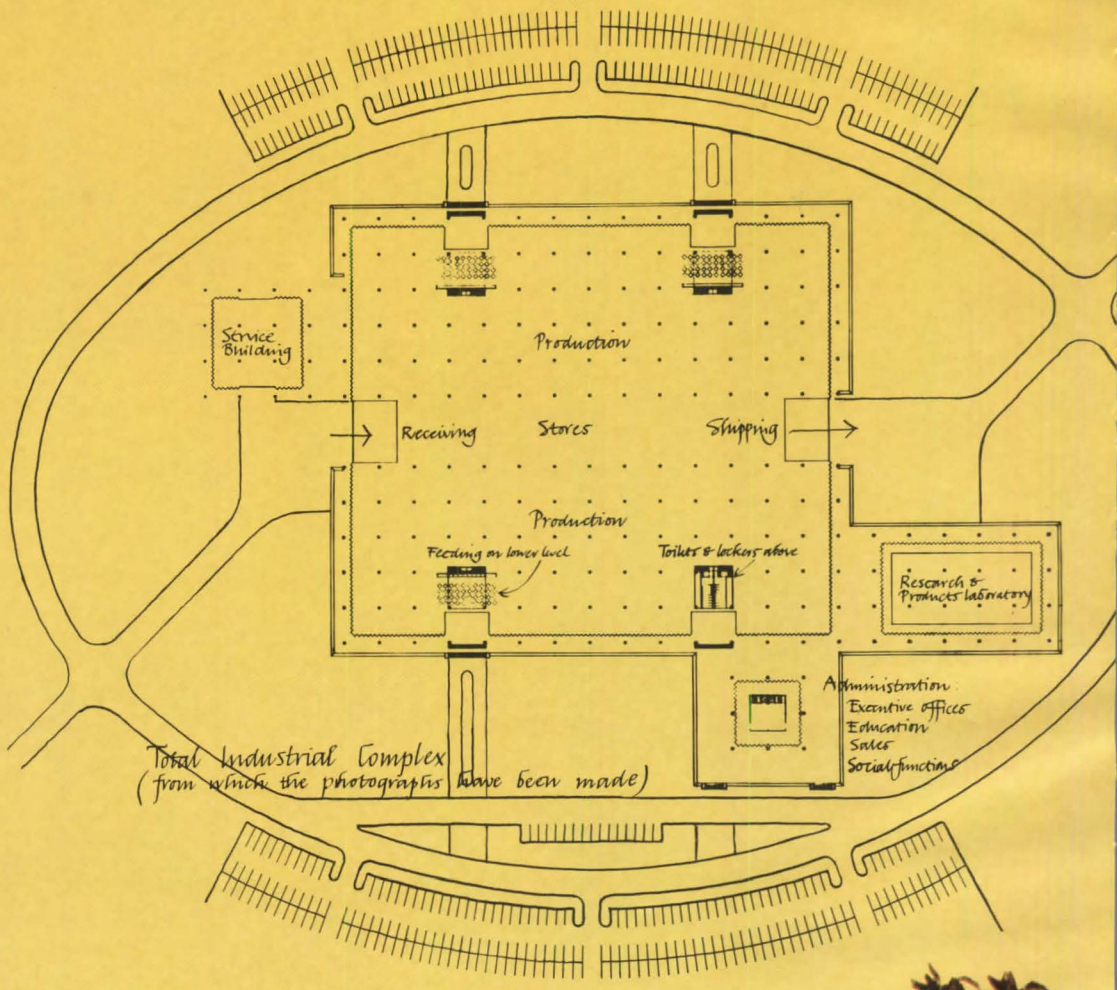 Service
Building
Production
Receiving
Stores
Shipping
Production
Feeding on lower level
Toilets & lockers above
Research &
Products laboratory
Administration:
Executive offices
Education
Sales
Social functions
Total Industrial Complex
(from which the photographs have been made)